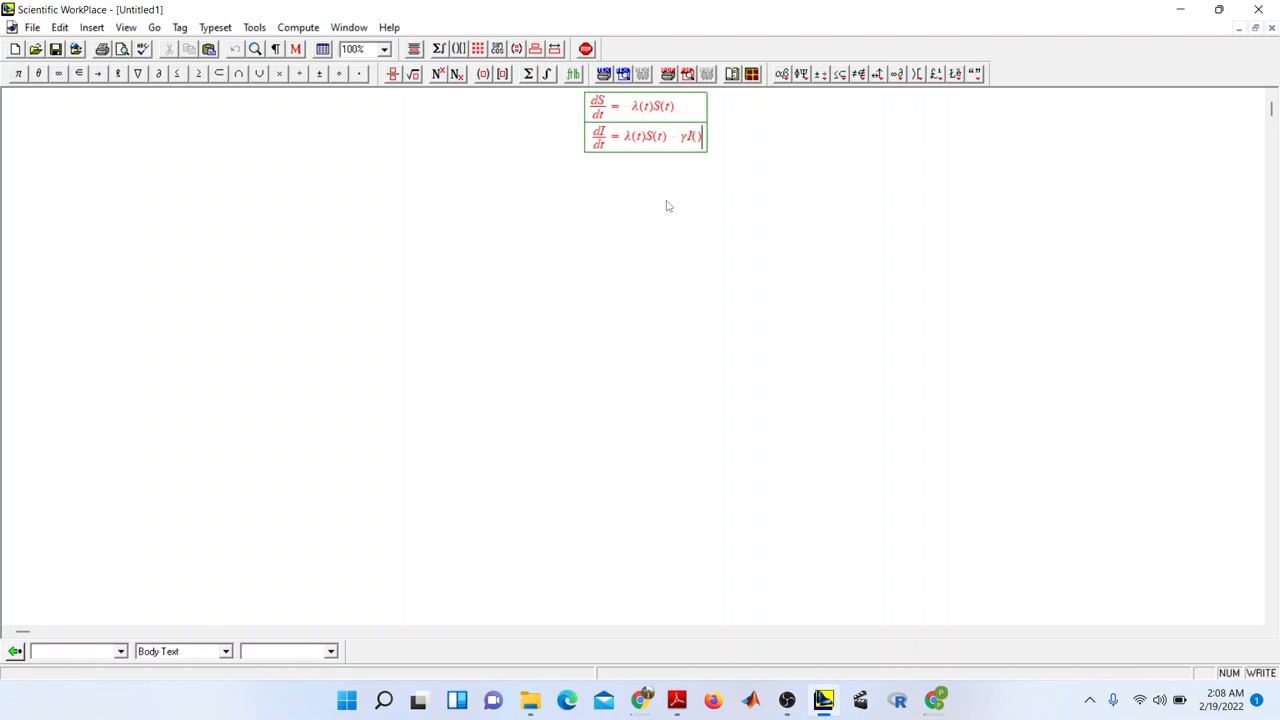 Scientific WorkPlace - [Untitled1]
File Edit Insert View Go Tag Typeset Tools Compute Window Help
100%
STOP
dS/dt = -λ(t)S(t)
dI/dt = λ(t)S(t) - γI()
Body Text
NUM WRITE
2:08 AM
2/19/2022